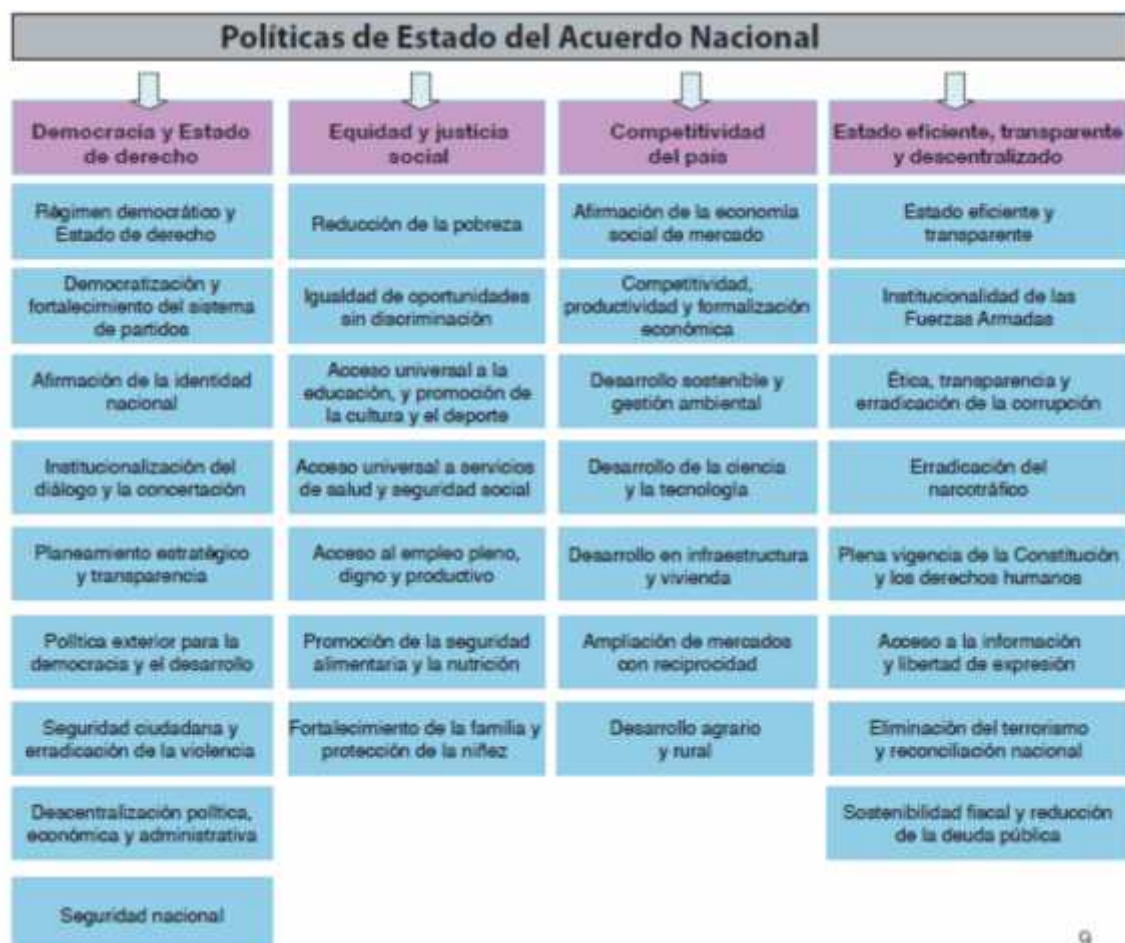 Políticas de Estado del Acuerdo Nacional
Democracia y Estado
de derecho
Régimen democrático y
Estado de derecho
Democratización y
fortalecimiento del sistema
de partidos
Afirmación de la identidad
nacional
Institucionalización del
diálogo y la concertación
Planeamiento estratégico
y transparencia
Política exterior para la
democracia y el desarrollo
Seguridad ciudadana y
erradicación de la violencia
Descentralización política,
económica y administrativa
Seguridad nacional
Equidad y justicia
social
Reducción de la pobreza
Igualdad de oportunidades
sin discriminación
Acceso universal a la
educación, y promoción de
la cultura y el deporte
Acceso universal a servicios
de salud y seguridad social
Acceso al empleo pleno,
digno y productivo
Promoción de la seguridad
alimentaria y la nutrición
Fortalecimiento de la familia y
protección de la niñez
Competitividad
del país
Afirmación de la economía
social de mercado
Competitividad,
productividad y formalización
económica
Desarrollo sostenible y
gestión ambiental
Desarrollo de la ciencia
y la tecnología
Desarrollo en infraestructura
y vivienda
Ampliación de mercados
con reciprocidad
Desarrollo agrario
y rural
Estado eficiente, transparente
y descentralizado
Estado eficiente y
transparente
Institucionalidad de las
Fuerzas Armadas
Ética, transparencia y
erradicación de la corrupción
Erradicación del
narcotráfico
Plena vigencia de la Constitución
y los derechos humanos
Acceso a la información
y libertad de expresión
Eliminación del terrorismo
y reconciliación nacional
Sostenibilidad fiscal y reducción
de la deuda pública
9